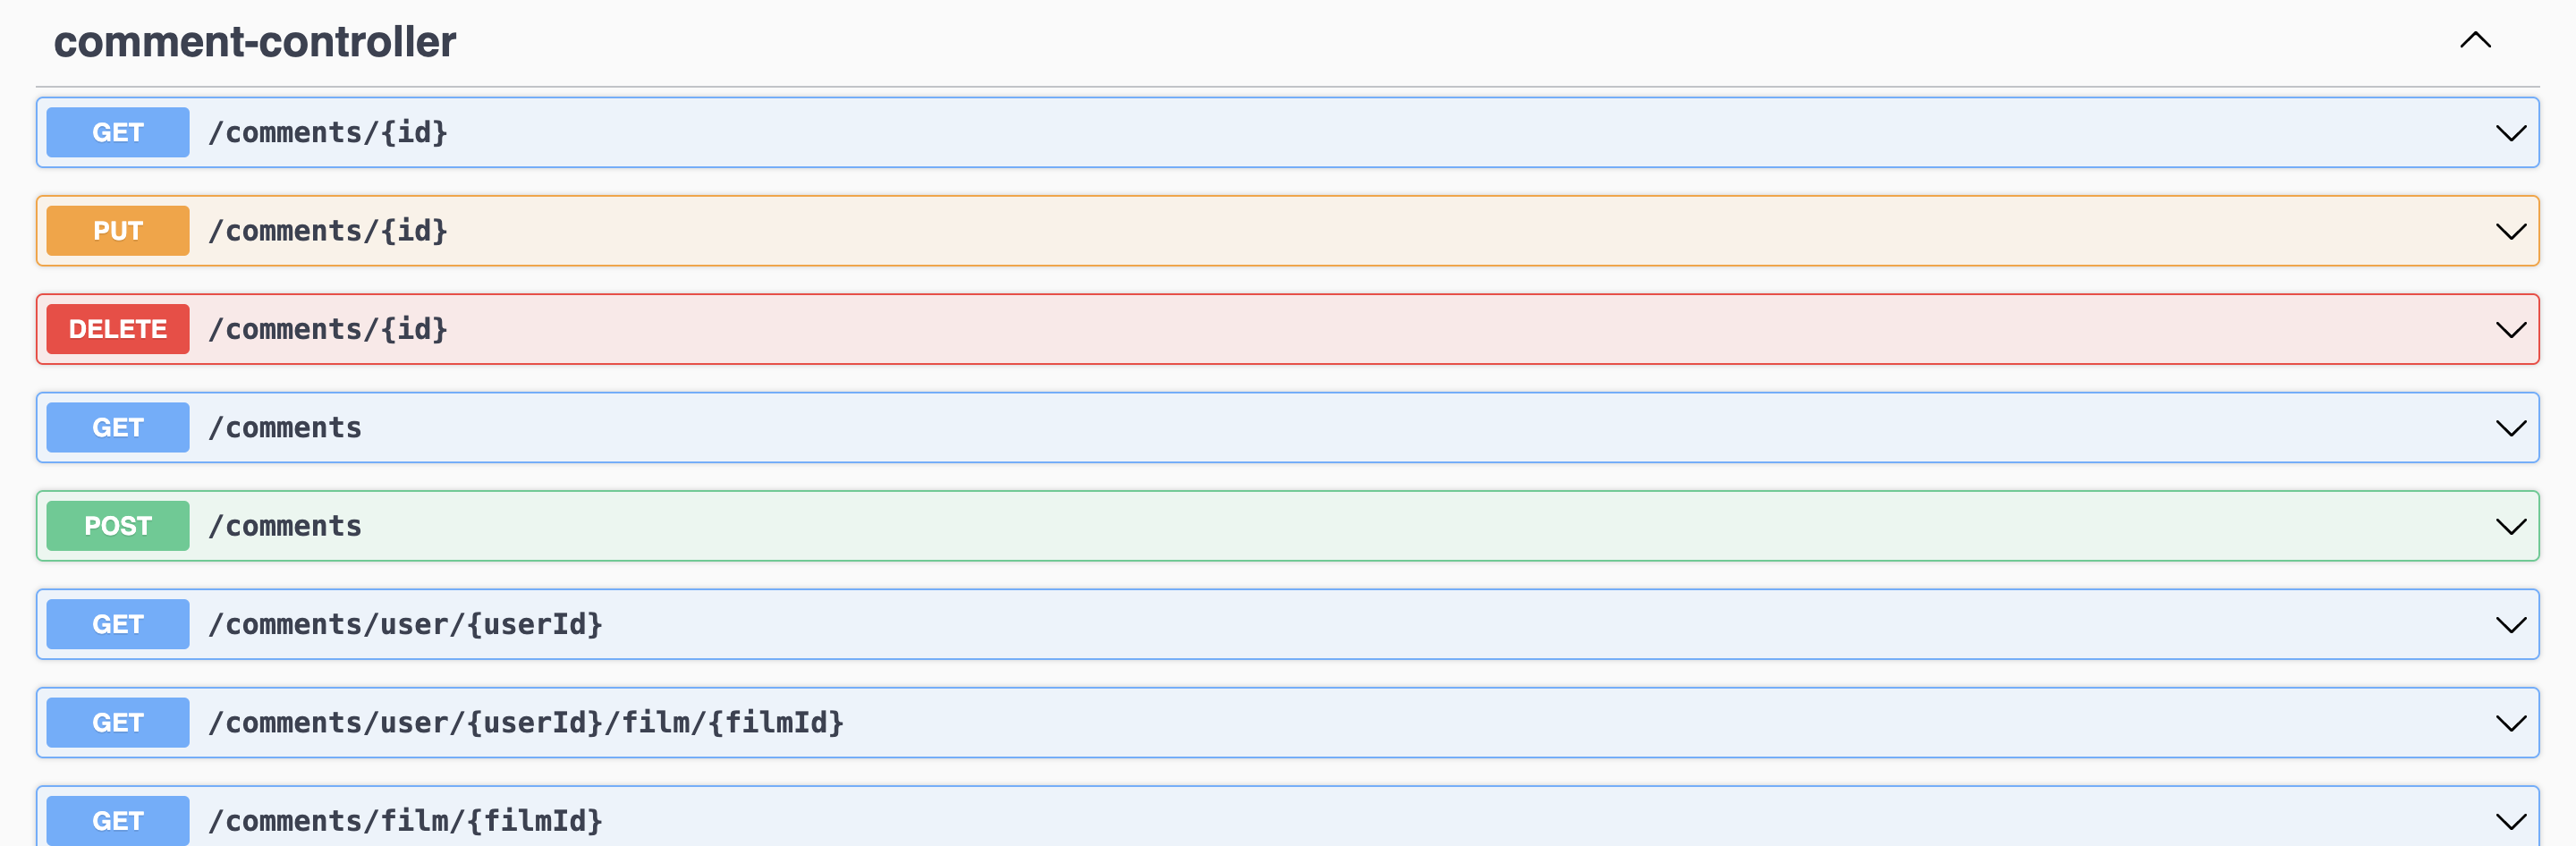 comment-controller
GET /comments/{id}
PUT /comments/{id}
DELETE /comments/{id}
GET /comments
POST /comments
GET /comments/user/{userId}
GET /comments/user/{userId}/film/{filmId}
GET /comments/film/{filmId}